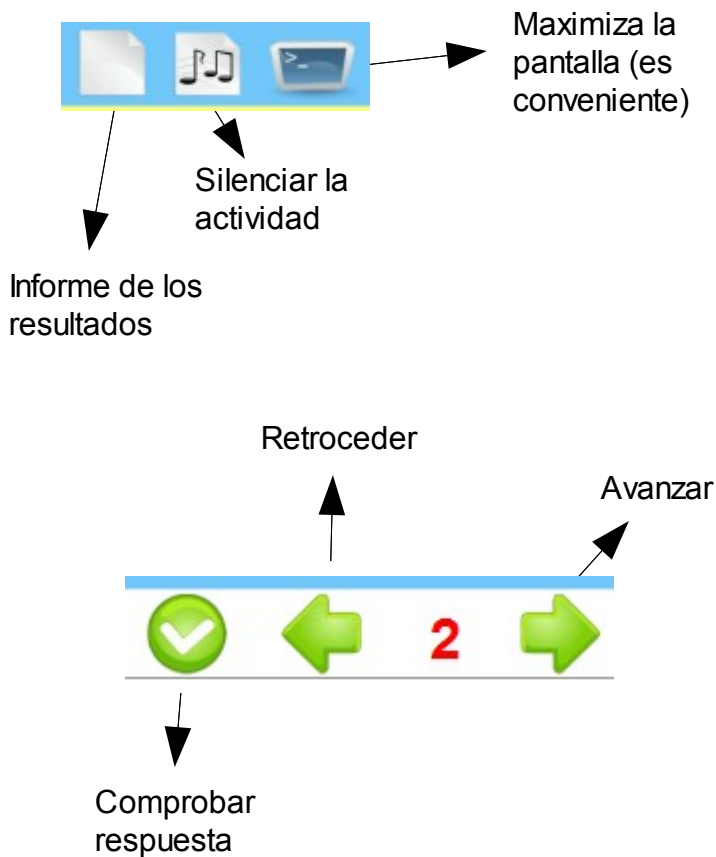 Maximiza la
pantalla (es
conveniente)
Silenciar la
actividad
Informe de los
resultados
Retroceder
Avanzar
2
Comprobar
respuesta